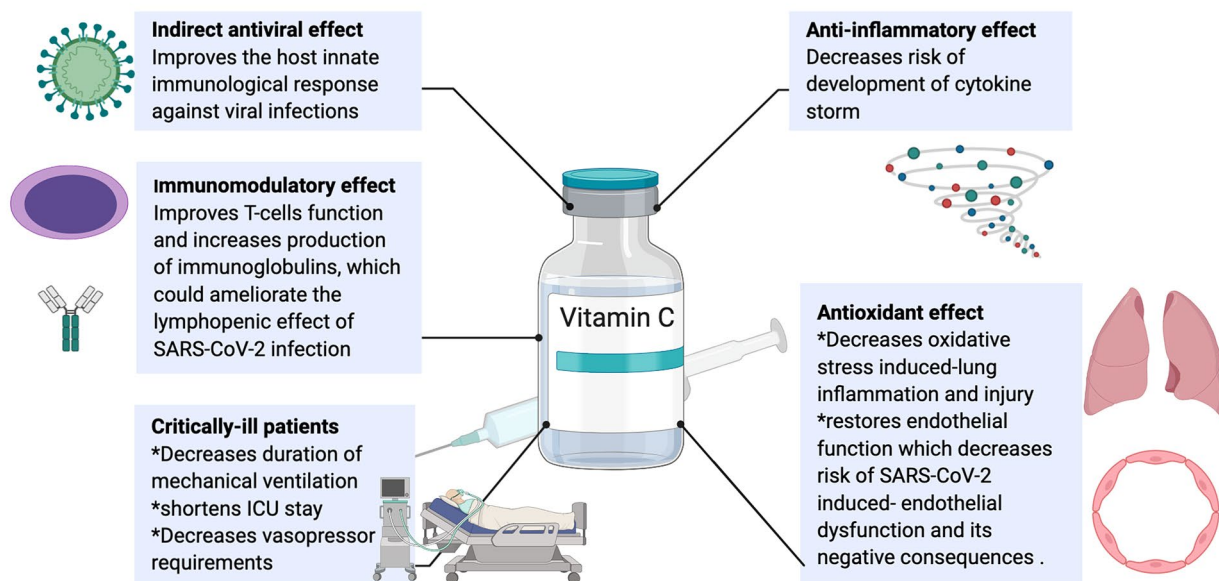 Indirect antiviral effect
Improves the host innate
immunological response
against viral infections
Immunomodulatory effect
Improves T-cells function
and increases production
of immunoglobulins, which
could ameliorate the
lymphopenic effect of
SARS-CoV-2 infection
Critically-ill patients
*Decreases duration of
mechanical ventilation
*shortens ICU stay
*Decreases vasopressor
requirements
Vitamin C
Anti-inflammatory effect
Decreases risk of
development of cytokine
storm
Antioxidant effect
*Decreases oxidative
stress induced-lung
inflammation and injury
*restores endothelial
function which decreases
risk of SARS-CoV-2
induced- endothelial
dysfunction and its
negative consequences .